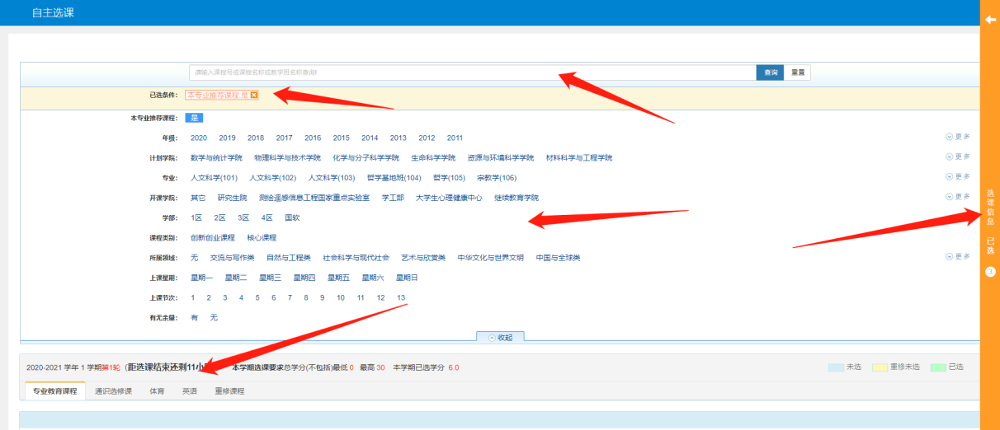 自主选课
请输入课程号或课程名称或教学班名称查询!
查询 重置
已选条件: 本专业推荐课程:是
本专业推荐课程: 是
年级: 2020 2019 2018 2017 2016 2015 2014 2013 2012 2011 更多
计划学院: 数学与统计学院 物理科学与技术学院 化学与分子科学学院 生命科学学院 资源与环境科学学院 材料科学与工程学院 更多
专业: 人文科学(101) 人文科学(102) 人文科学(103) 哲学基地班(104) 哲学(105) 宗教学(106) 更多
开课学院: 其它 研究生院 测绘遥感信息工程国家重点实验室 学工部 大学生心理健康中心 继续教育学院 更多
学部: 1区 2区 3区 4区 国软
课程类别: 创新创业课程 核心课程
所属领域: 无 交流与写作类 自然与工程类 社会科学与现代社会 艺术与欣赏类 中华文化与世界文明 中国与全球类 更多
上课星期: 星期一 星期二 星期三 星期四 星期五 星期六 星期日
上课节次: 1 2 3 4 5 6 7 8 9 10 11 12 13
有无余量: 有 无
收起
2020-2021 学年 1 学期第1轮 (距选课结束还剩11小 本学期选课要求总学分(不包括)最低 0 最高 30 本学期已选学分 6.0
未选 重修未选 已选
专业教育课程 通识选修课 体育 英语 重修课程
选课信息 已选 3